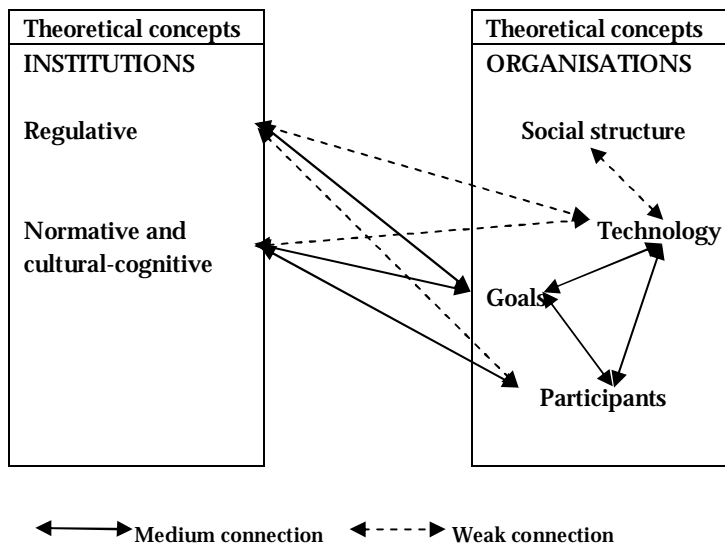 Theoretical concepts
INSTITUTIONS
Regulative
Normative and
cultural-cognitive
Theoretical concepts
ORGANISATIONS
Social structure
Technology
Goals
Participants
Medium connection
Weak connection